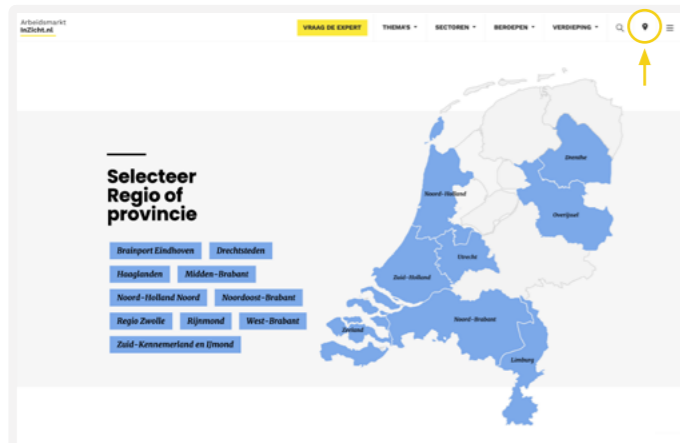 Arbeidsmarkt
InZicht.nl
VRAAG DE EXPERT THEMA'S SECTOREN BEROEPEN VERDIEPING
Selecteer
Regio of
provincie
Brainport Eindhoven Drechtsteden
Haaglanden Midden-Brabant
Noord-Holland Noord Noordoost-Brabant
Regio Zwolle Rijnmond West-Brabant
Zuid-Kennemerland en IJmond
Drenthe
Noord-Holland
Overijssel
Utrecht
Zuid-Holland
Noord-Brabant
Zeeland
Limburg